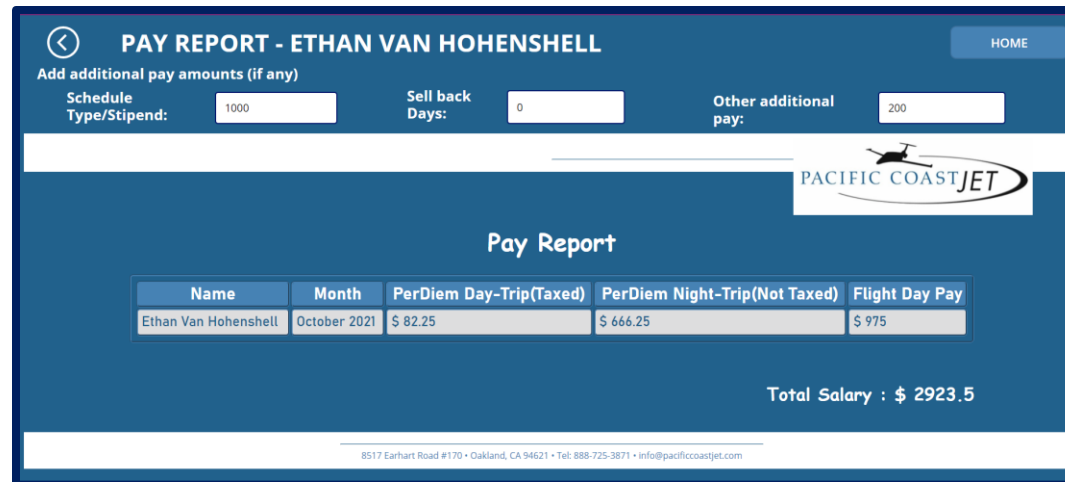 PAY REPORT - ETHAN VAN HOHENSHELL
HOME
Add additional pay amounts (if any)
Schedule Type/Stipend: 1000
Sell back Days: 0
Other additional pay: 200
PACIFIC COAST JET
Pay Report
Name Month PerDiem Day-Trip(Taxed) PerDiem Night-Trip(Not Taxed) Flight Day Pay
Ethan Van Hohenshell October 2021 $ 82.25 $ 666.25 $ 975
Total Salary : $ 2923.5
8517 Earhart Road #170 • Oakland, CA 94621 • Tel: 888-725-3871 • info@pacificcoastjet.com